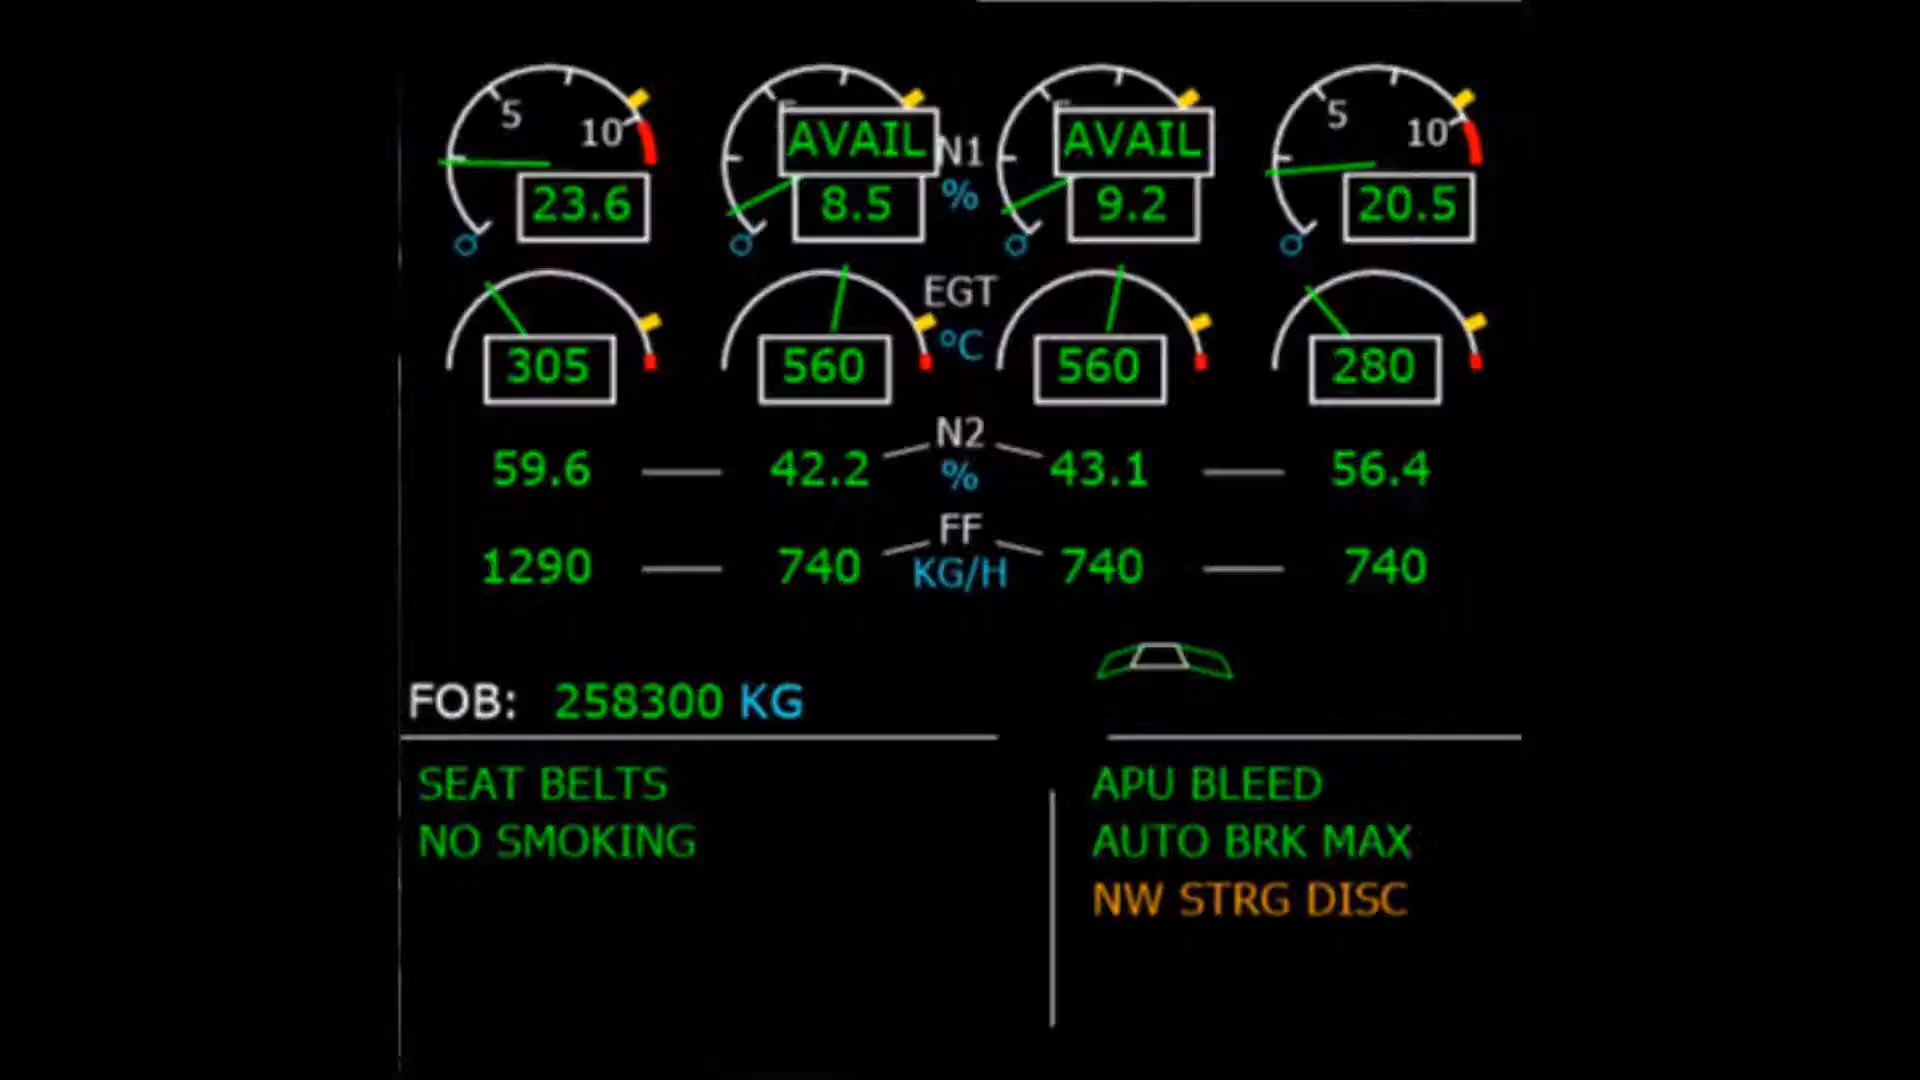 5 10 5 5 5 10
AVAIL N1 AVAIL
23.6 8.5 % 9.2 20.5
EGT
305 560 °C 560 280
N2
59.6 42.2 % 43.1 56.4
FF
1290 740 KG/H 740 740
FOB: 258300 KG
SEAT BELTS APU BLEED
NO SMOKING AUTO BRK MAX
NW STRG DISC